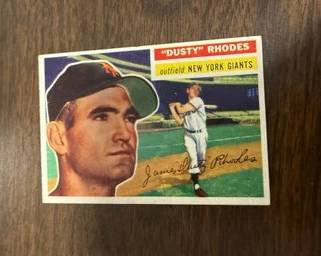 "DUSTY" RHODES
outfield NEW YORK GIANTS
James "Dusty" Rhodes